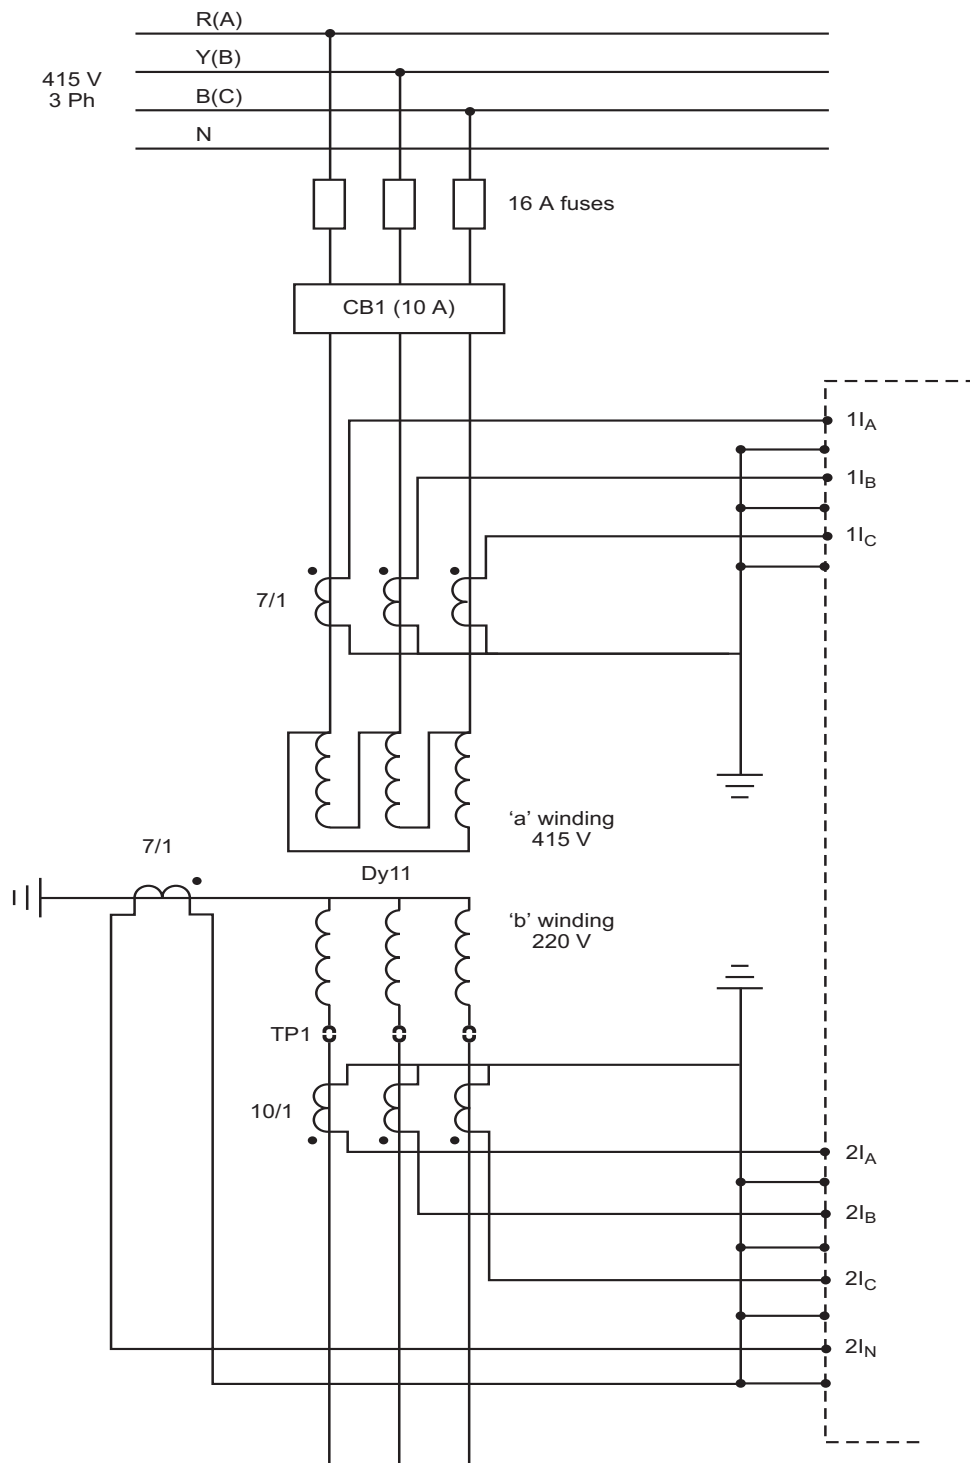 R(A)
Y(B)
415 V
3 Ph
B(C)
N
16 A fuses
CB1 (10 A)
1IA
1IB
1IC
7/1
‘a’ winding
415 V
7/1
Dy11
‘b’ winding
220 V
TP1
10/1
2IA
2IB
2IC
2IN